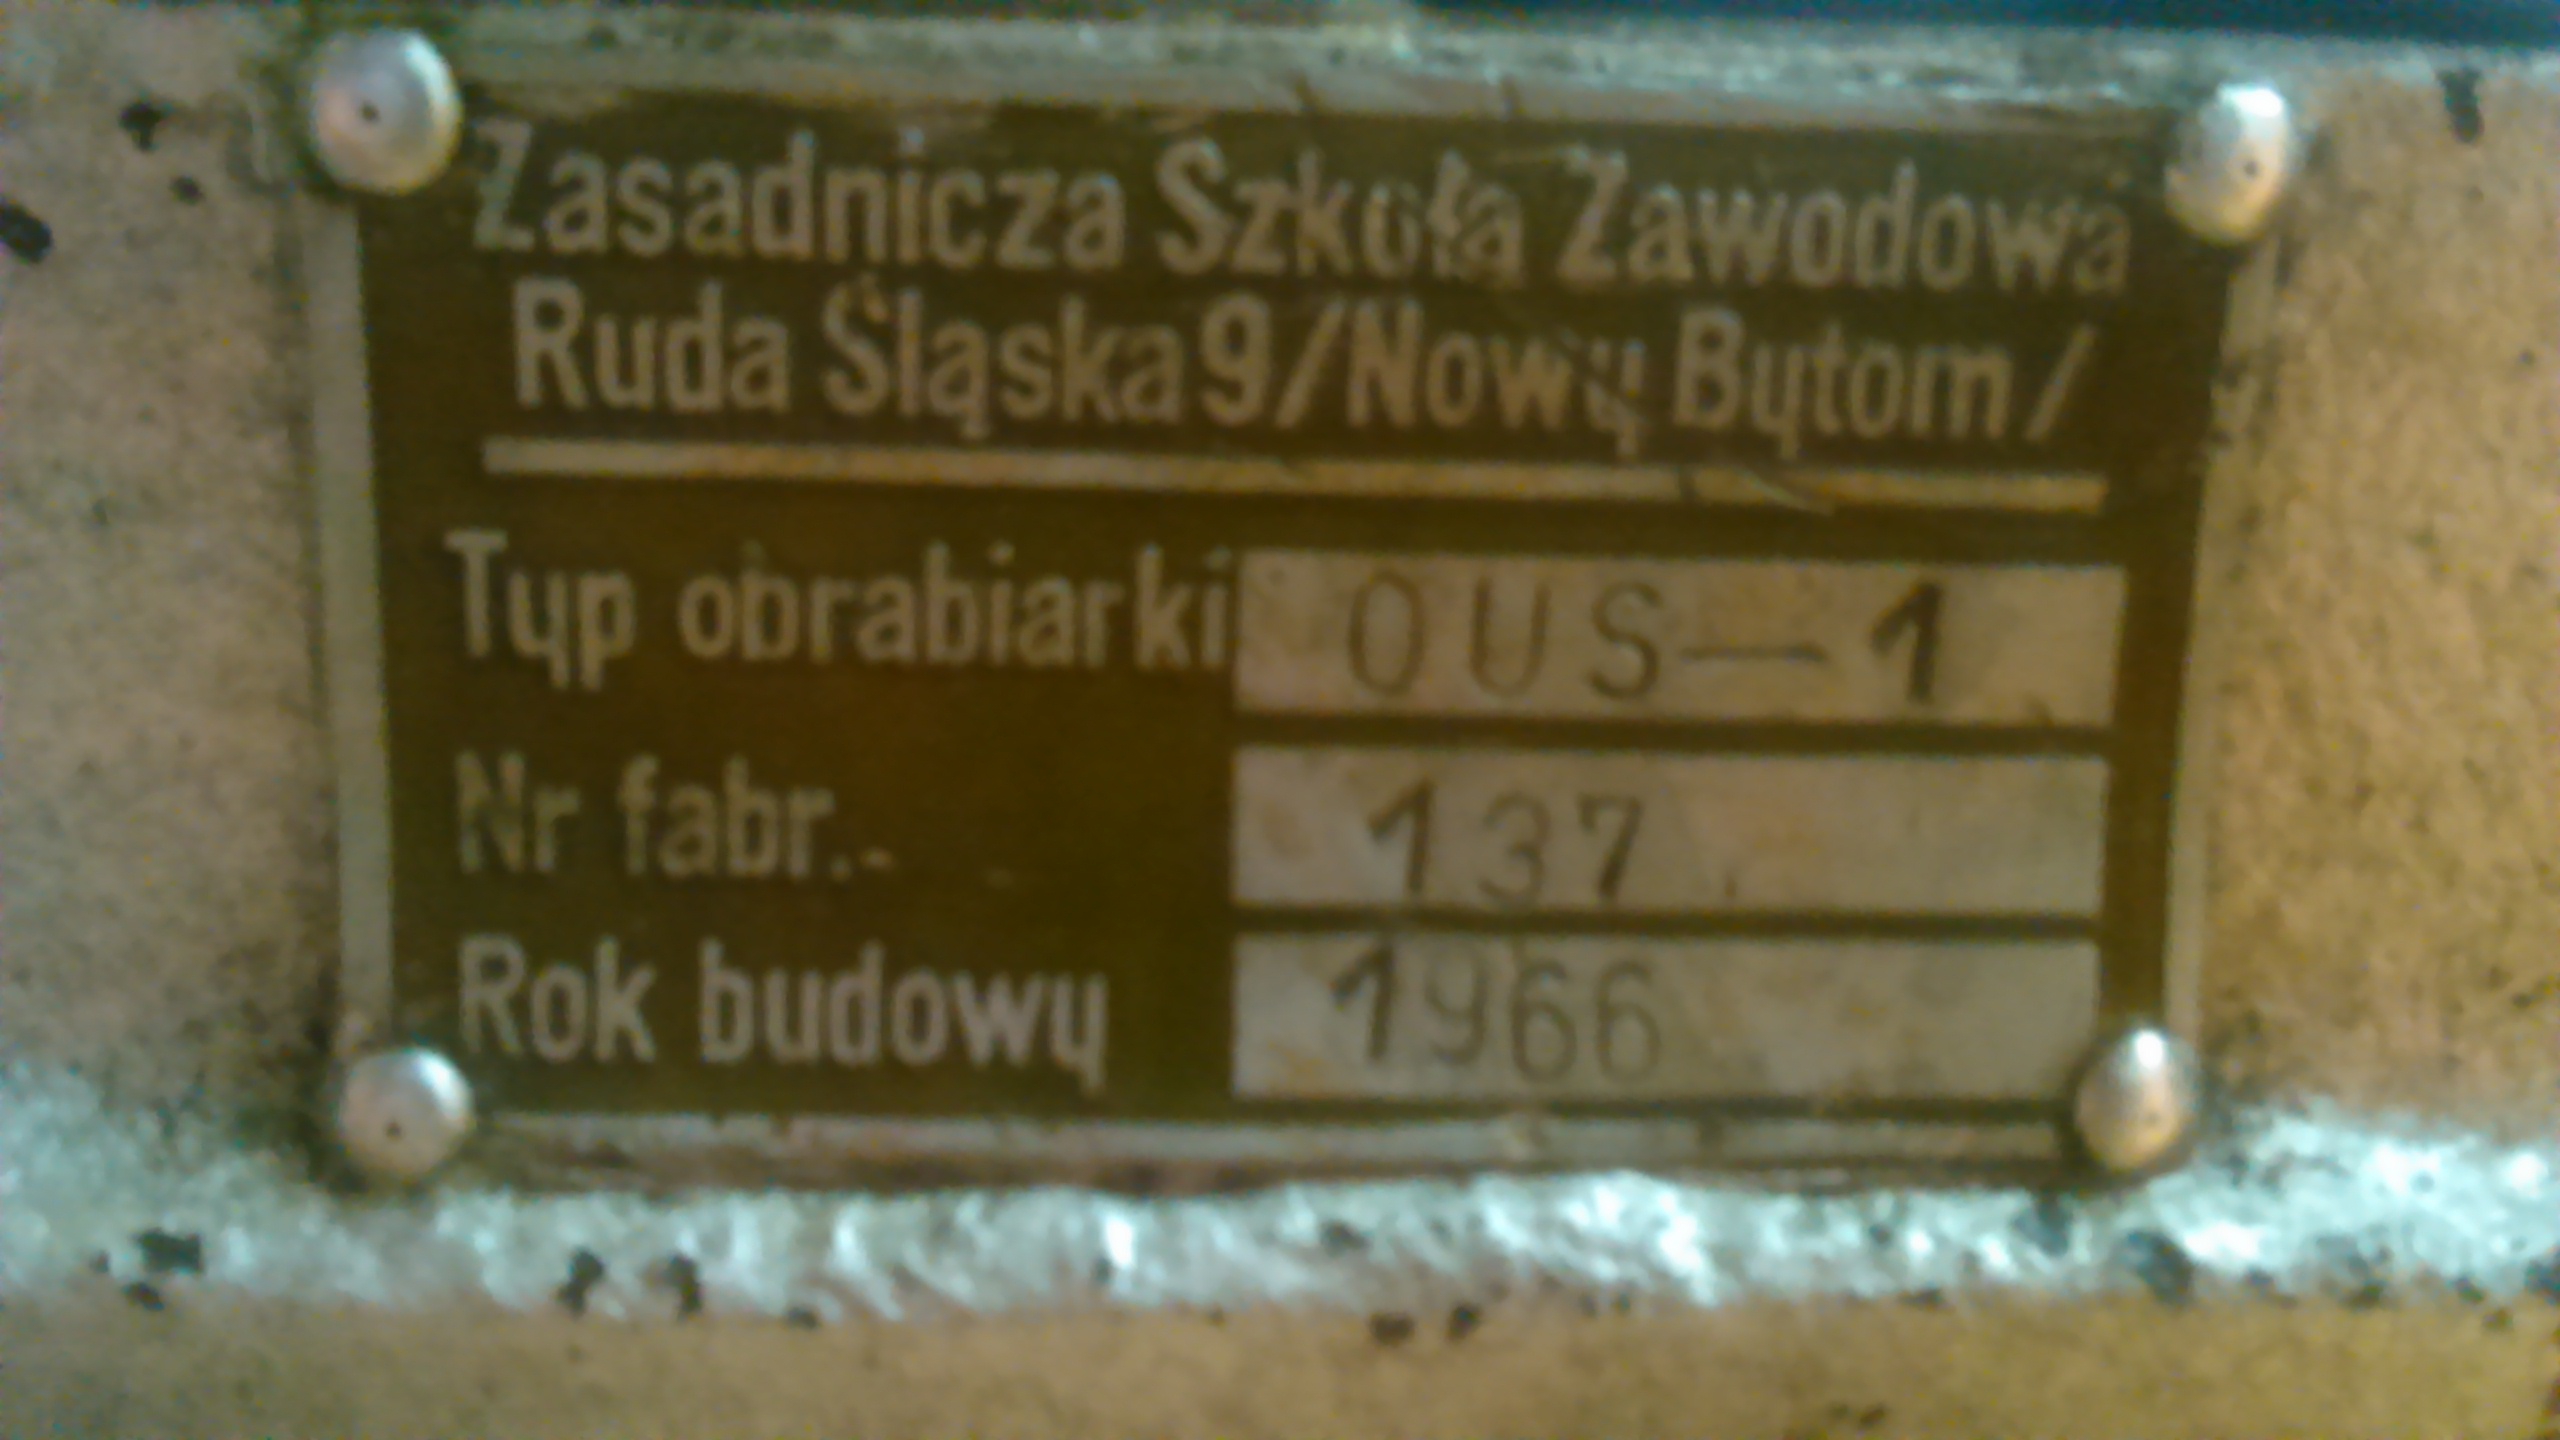 Zasadnicza Szkoła Zawodowa
Ruda Śląska 9/Nowy Bytom/
Typ obrabiarki OUS-1
Nr fabr. 137
Rok budowy 1966